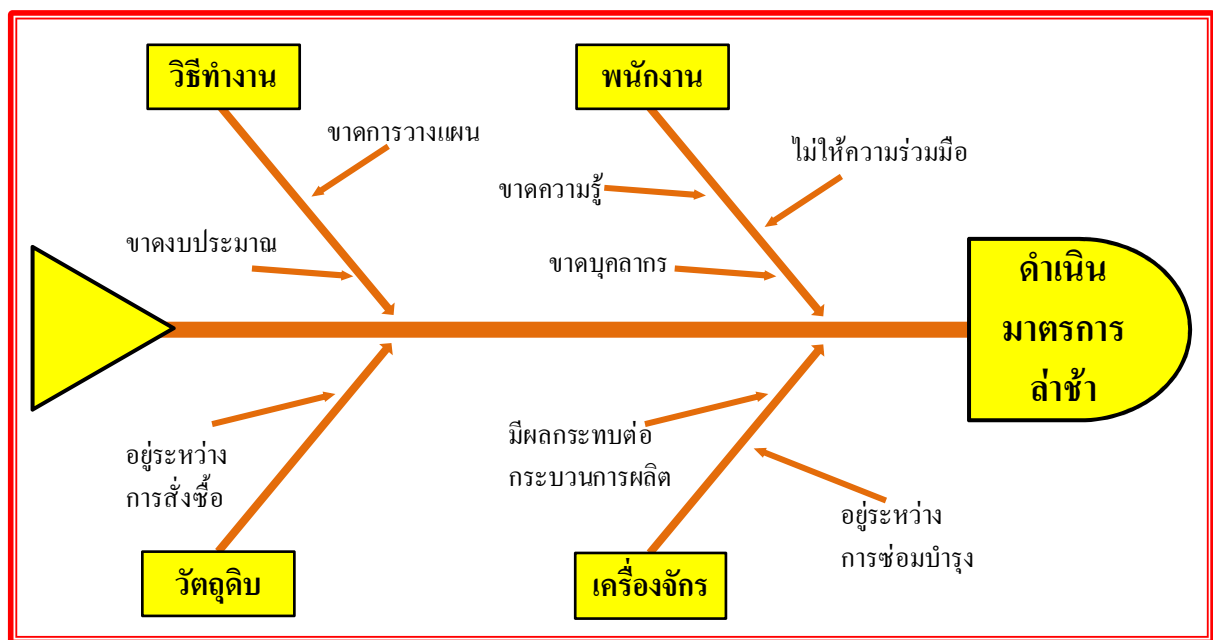 วิธีทำงาน
พนักงาน
ขาดการวางแผน
ไม่ให้ความร่วมมือ
ขาดความรู้
ขาดงบประมาณ
ขาดบุคลากร
ดำเนิน
มาตรการ
ล่าช้า
อยู่ระหว่าง
การสั่งซื้อ
มีผลกระทบต่อ
กระบวนการผลิต
อยู่ระหว่าง
การซ่อมบำรุง
วัตถุดิบ
เครื่องจักร